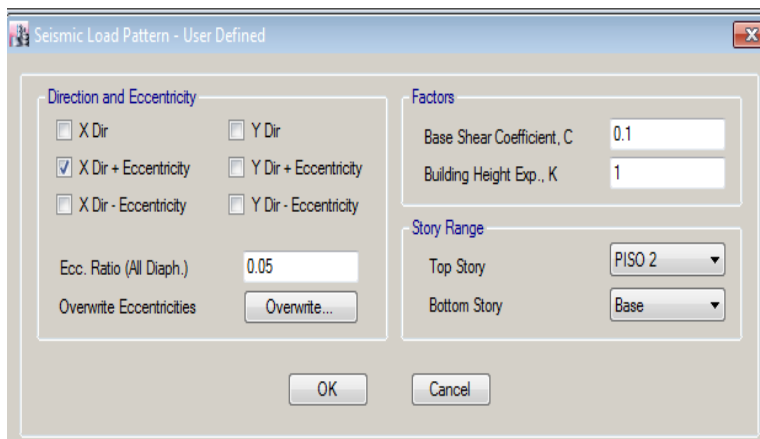 Seismic Load Pattern - User Defined
Direction and Eccentricity
X Dir
Y Dir
X Dir + Eccentricity
Y Dir + Eccentricity
X Dir - Eccentricity
Y Dir - Eccentricity
Ecc. Ratio (All Diaph.)
0.05
Overwrite Eccentricities
Overwrite...
Factors
Base Shear Coefficient, C
0.1
Building Height Exp., K
1
Story Range
Top Story
PISO 2
Bottom Story
Base
OK
Cancel